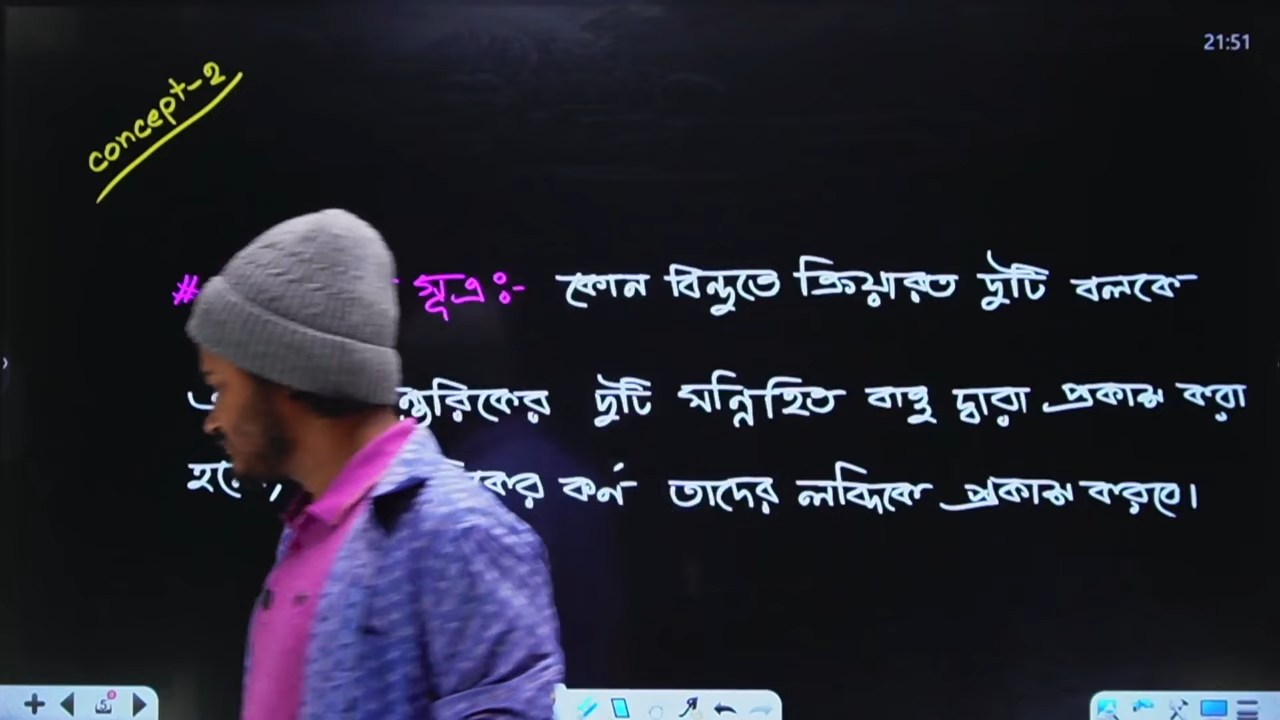 21:51
concept-2
# সূত্রঃ- কোন বিন্দুতে ক্রিয়ারত দুটি বলকে
দুটি সন্নিহিত বাহু দ্বারা প্রকাশ করা
কর্ন তাদের লব্ধিকে প্রকাশ করবে।